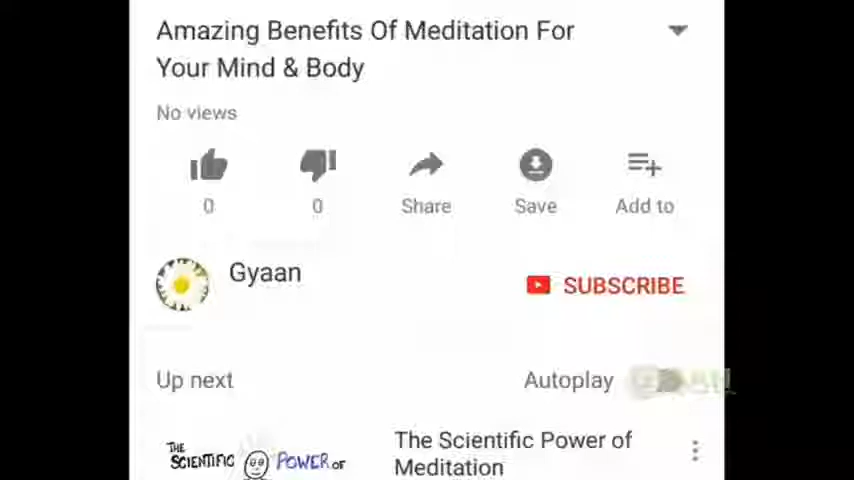 Amazing Benefits Of Meditation For
Your Mind & Body
No views
0 0 Share Save Add to
Gyaan
SUBSCRIBE
Up next
Autoplay
The Scientific Power of
Meditation
THE
SCIENTIFIC POWER OF